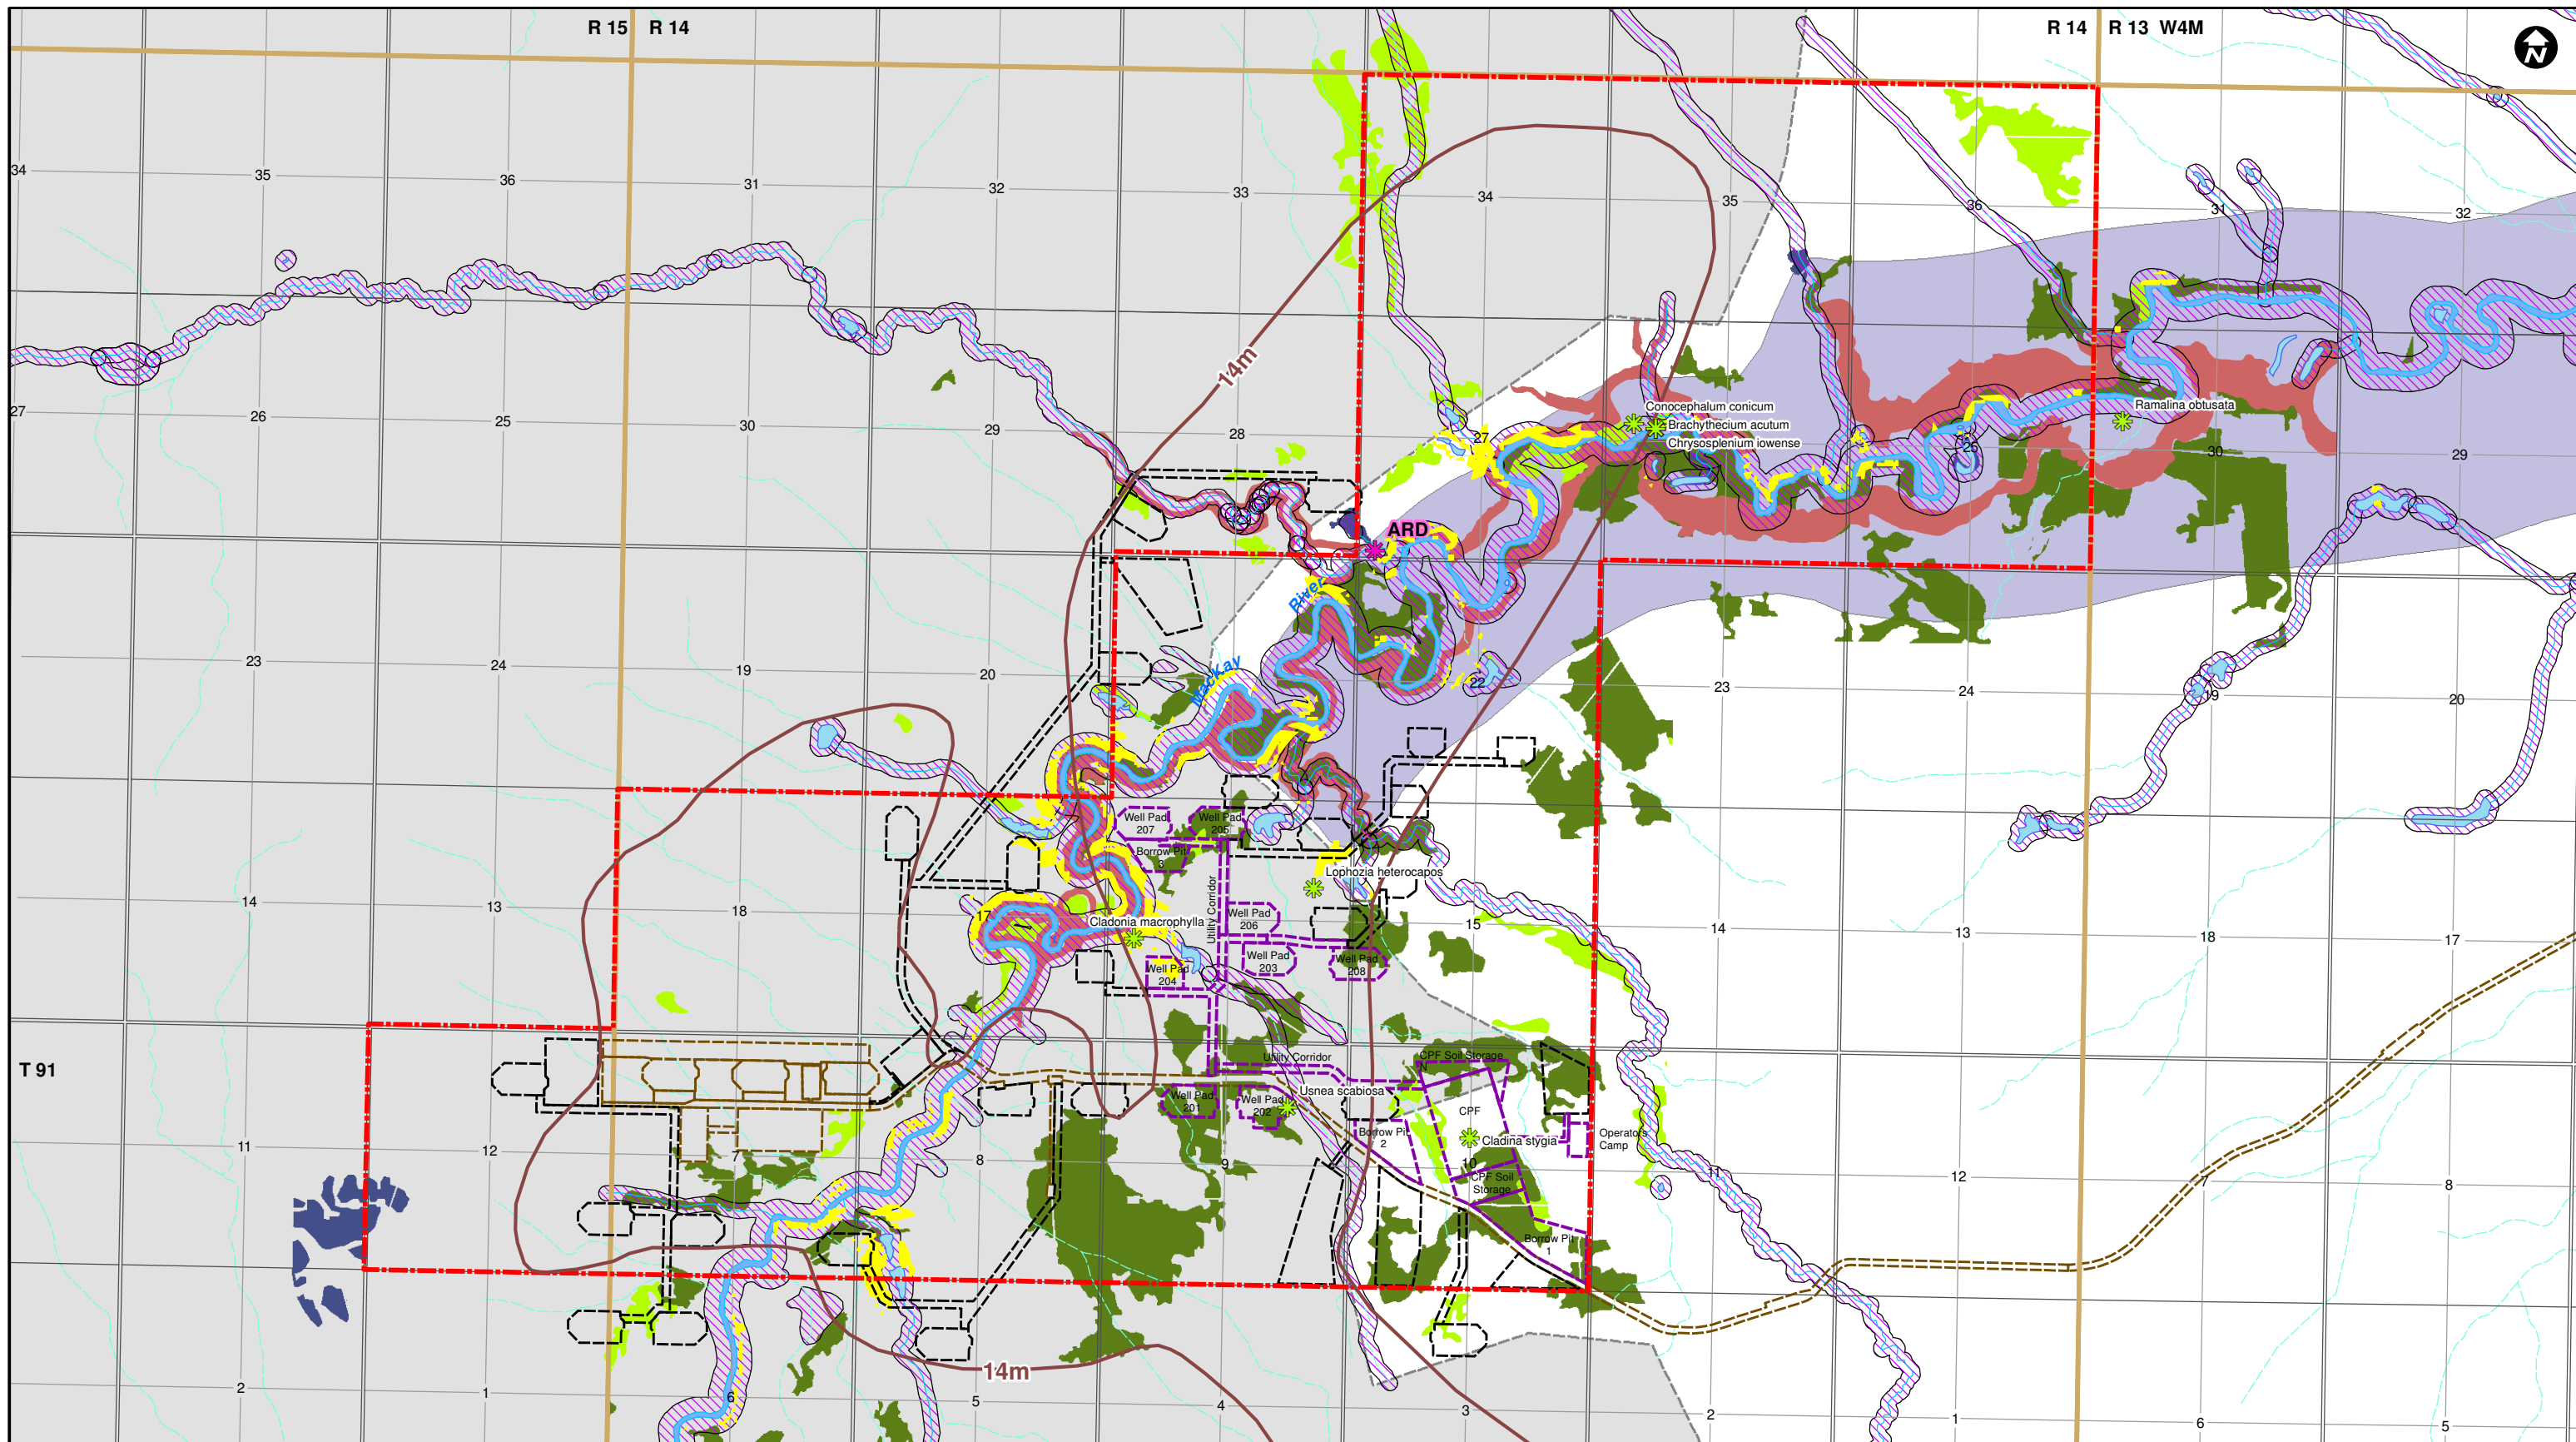 R 15 R 14
R 14 R 13 W4M
N
34 35 36 31 32 33 34 35 36 31 32
14m
27 26 25 30 29 28 27 25 30 29
Conocephalum conicum
Brachythecium acutum
Chrysosplenium iowense
Ramalina obtusata
ARD
MacKay River
23 24 19 20 22 23 24 19 20
Well Pad 207
Well Pad 205
Borrow Pit 3
Lophozia heterocapos
14 13 18 17 15 14 13 18 17
Cladonia macrophylla
Utility Corridor
Well Pad 206
Well Pad 203
Well Pad 204
Well Pad 208
T 91
Utility Corridor
CPF Soil Storage
N
Usnea scabiosa
Well Pad 201
Well Pad 202
CPF
Borrow Pit 2
Cladina stygia
Operators Camp
11 12 7 8 9 10 11 12 7 8
CPF Soil Storage
Borrow Pit 1
14m
2 1 6 5 4 3 2 1 6 5